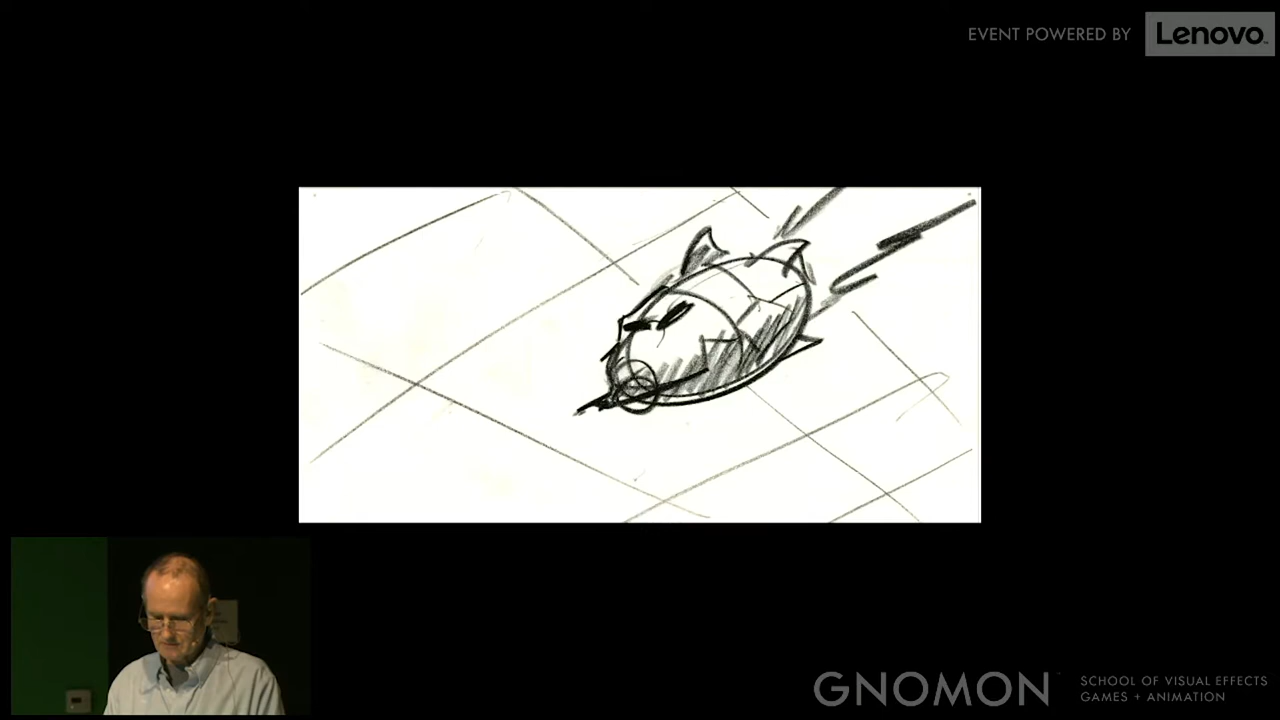 EVENT POWERED BY Lenovo
GNOMON SCHOOL OF VISUAL EFFECTS
GAMES + ANIMATION